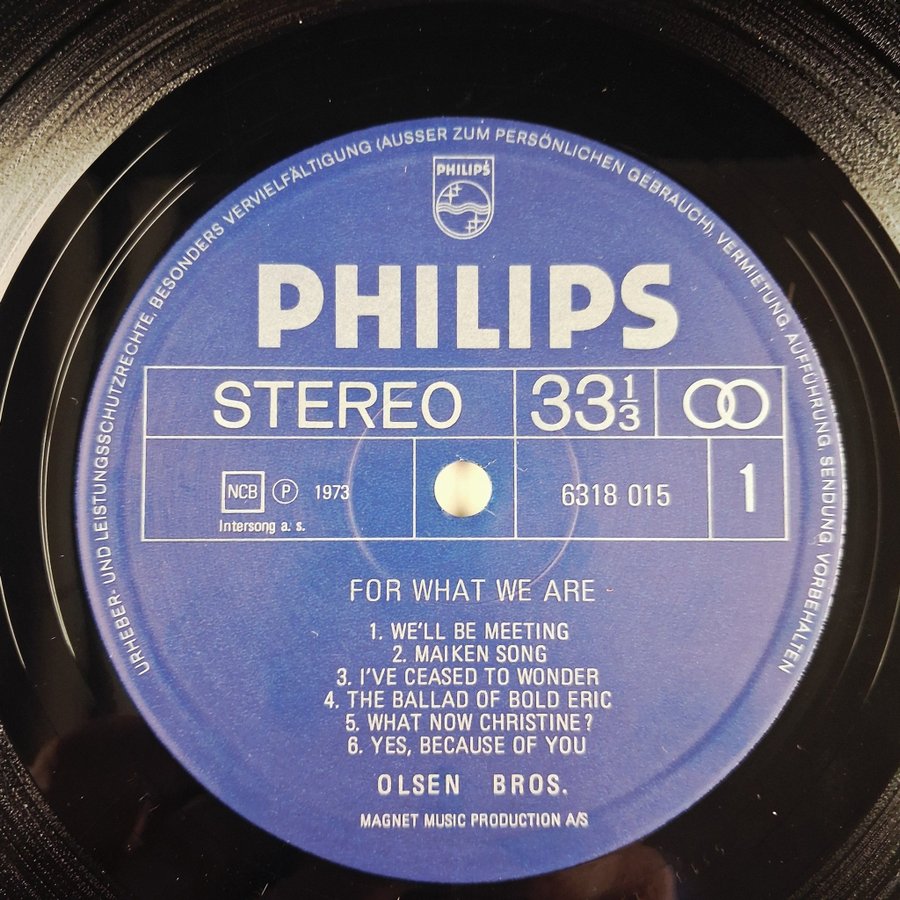 URHEBER- UND LEISTUNGSSCHUTZRECHTE, BESONDERS VERVIELFÄLTIGUNG (AUSSER ZUM PERSÖNLICHEN GEBRAUCH), VERMIETUNG, AUFFÜHRUNG, SENDUNG, VORBEHALTEN
PHILIPS
PHILIPS
STEREO 33 1/3
NCB P 1973 6318 015 1
Intersong a. s.
FOR WHAT WE ARE
1. WE'LL BE MEETING
2. MAIKEN SONG
3. I'VE CEASED TO WONDER
4. THE BALLAD OF BOLD ERIC
5. WHAT NOW CHRISTINE?
6. YES, BECAUSE OF YOU
OLSEN BROS.
MAGNET MUSIC PRODUCTION A/S